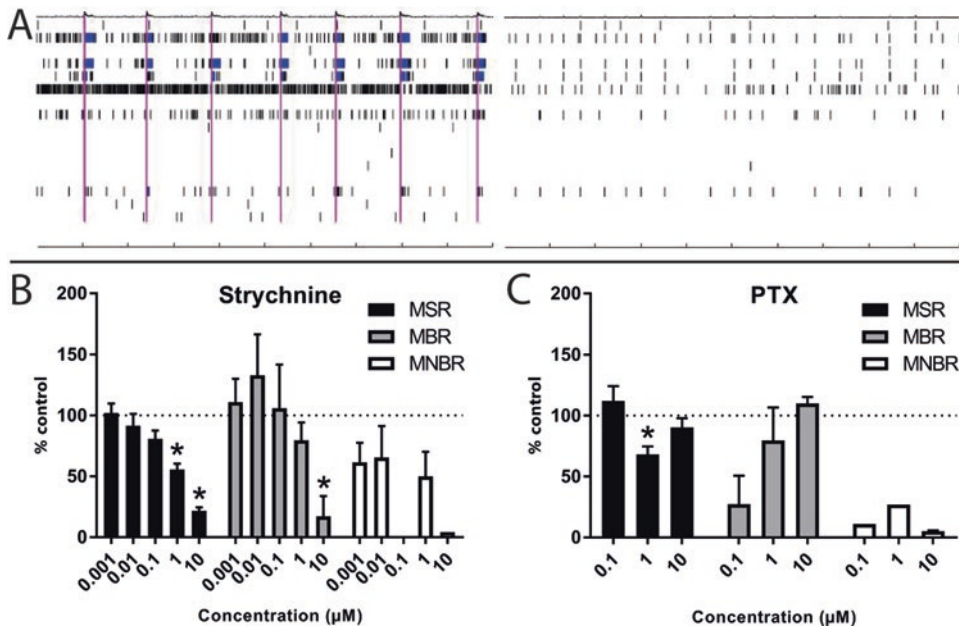 A
B
Strychnine
MSR
MBR
MNBR
200
150
100
50
0
% control
* * *
0.001 0.01 0.1 1 10 0.001 0.01 0.1 1 10 0.001 0.01 0.1 1 10
Concentration (µM)
C
PTX
MSR
MBR
MNBR
200
150
100
50
0
% control
*
0.1 1 10 0.1 1 10 0.1 1 10
Concentration (µM)